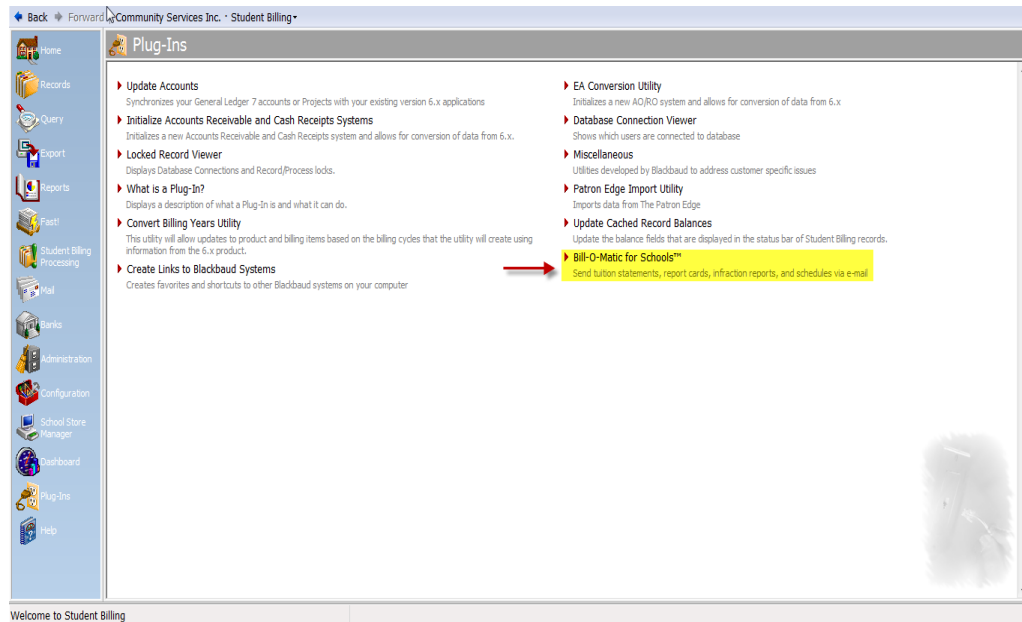 Back Forward Community Services Inc. · Student Billing
Plug-Ins
Home
Records
Query
Export
Reports
Fast!
Student Billing
Processing
Mail
Banks
Administration
Configuration
School Store
Manager
Dashboard
Plug-Ins
Help
Update Accounts
Synchronizes your General Ledger 7 accounts or Projects with your existing version 6.x applications
Initialize Accounts Receivable and Cash Receipts Systems
Initializes a new Accounts Receivable and Cash Receipts system and allows for conversion of data from 6.x.
Locked Record Viewer
Displays Database Connections and Record/Process locks.
What is a Plug-In?
Displays a description of what a Plug-In is and what it can do.
Convert Billing Years Utility
This utility will allow updates to product and billing items based on the billing cycles that the utility will create using
information from the 6.x product.
Create Links to Blackbaud Systems
Creates favorites and shortcuts to other Blackbaud systems on your computer
EA Conversion Utility
Initializes a new AO/RO system and allows for conversion of data from 6.x
Database Connection Viewer
Shows which users are connected to database
Miscellaneous
Utilities developed by Blackbaud to address customer specific issues
Patron Edge Import Utility
Imports data from The Patron Edge
Update Cached Record Balances
Update the balance fields that are displayed in the status bar of Student Billing records.
Bill-O-Matic for Schools™
Send tuition statements, report cards, infraction reports, and schedules via e-mail
Welcome to Student Billing